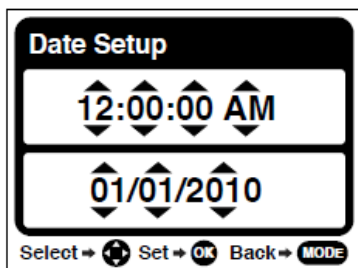 Date Setup
12:00:00 AM
01/01/2010
Select ➡ Set ➡ OK Back ➡ MODE